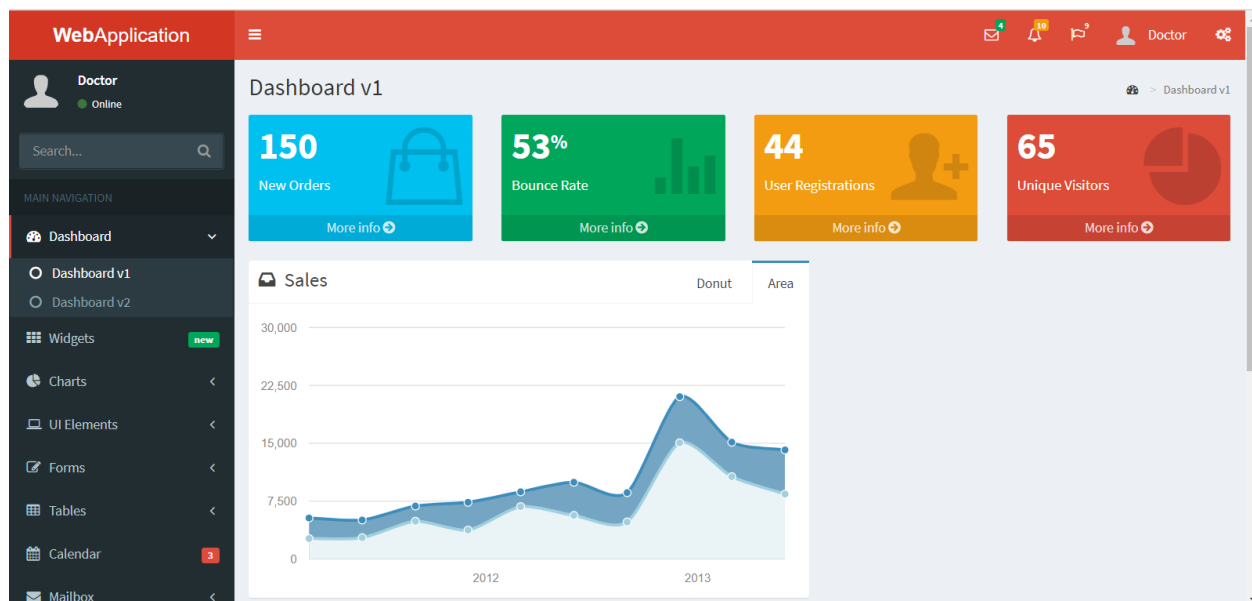 WebApplication
4
10
9
Doctor
Doctor
Online
Search...
MAIN NAVIGATION
Dashboard
Dashboard v1
Dashboard v2
Widgets new
Charts
UI Elements
Forms
Tables
Calendar 3
Mailbox
Dashboard v1
> Dashboard v1
150
New Orders
More info
53%
Bounce Rate
More info
44
User Registrations
More info
65
Unique Visitors
More info
Sales
Donut
Area
30,000
22,500
15,000
7,500
0
2012
2013